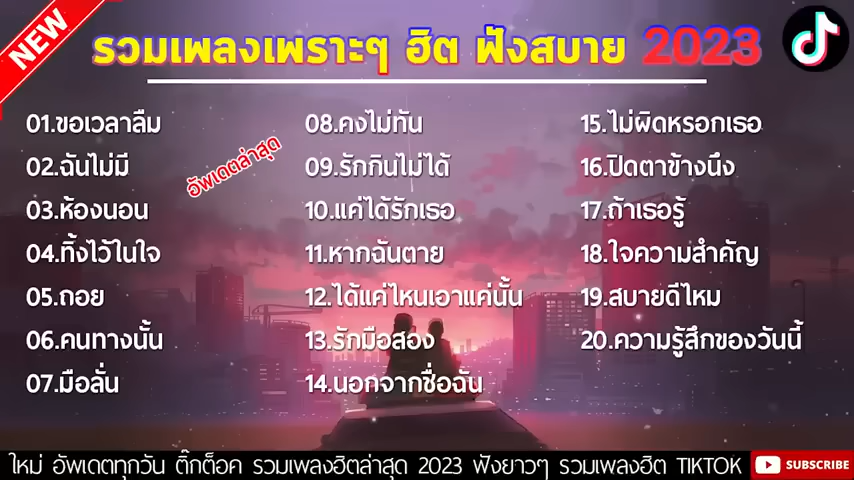 NEW
รวมเพลงเพราะๆ ฮิต ฟังสบาย 2023
01.ขอเวลาลืม
02.ฉันไม่มี
อัพเดตล่าสุด
03.ห้องนอน
04.ทิ้งไว้ในใจ
05.ถอย
06.คนทางนั้น
07.มือลั่น
08.คงไม่ทัน
09.รักกินไม่ได้
10.แค่ได้รักเธอ
11.หากฉันตาย
12.ได้แค่ไหนเอาแค่นั้น
13.รักมือสอง
14.นอกจากชื่อฉัน
15.ไม่ผิดหรอกเธอ
16.ปิดตาข้างนึง
17.ถ้าเธอรู้
18.ใจความสำคัญ
19.สบายดีไหม
20.ความรู้สึกของวันนี้
ใหม่ อัพเดตทุกวัน ติ๊กต็อค รวมเพลงฮิตล่าสุด 2023 ฟังยาวๆ รวมเพลงฮิต TIKTOK
SUBSCRIBE